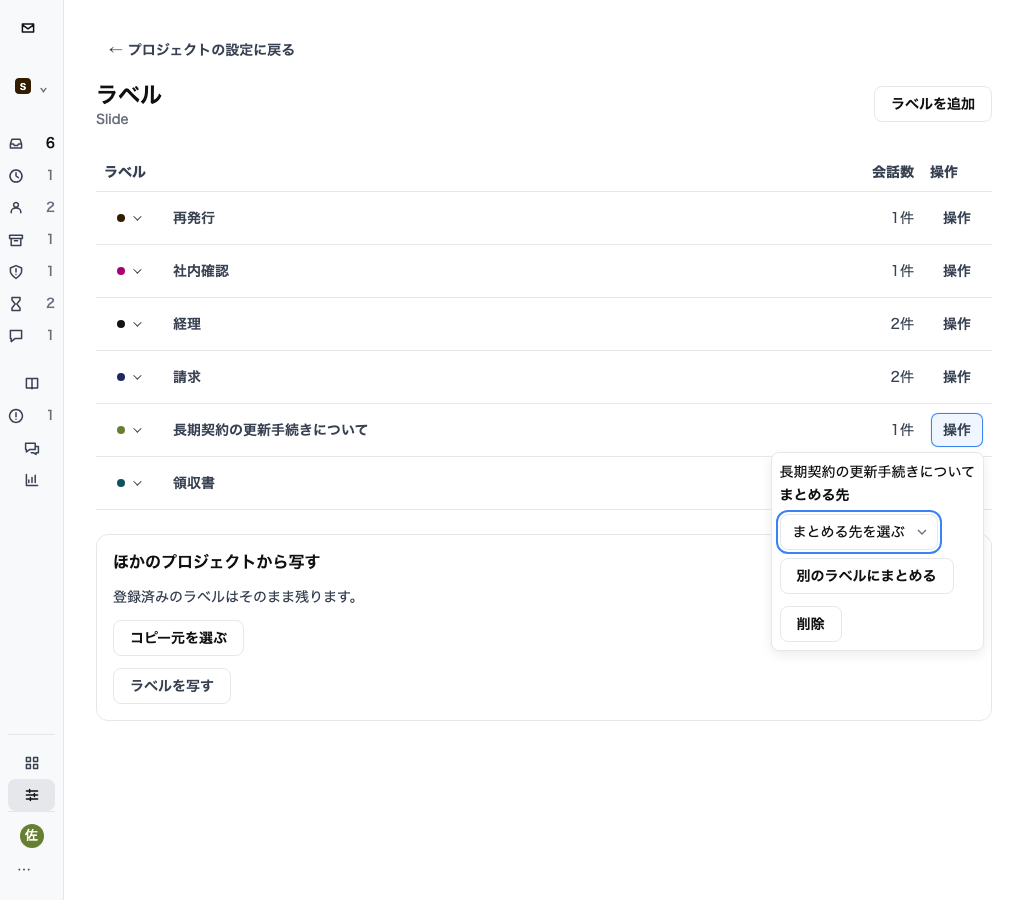 ← プロジェクトの設定に戻る
ラベル
Slide
ラベルを追加
S
6
1
2
1
1
2
1
1
ラベル 会話数 操作
再発行 1件 操作
社内確認 1件 操作
経理 2件 操作
請求 2件 操作
長期契約の更新手続きについて 1件 操作
領収書
長期契約の更新手続きについて
まとめる先
まとめる先を選ぶ
別のラベルにまとめる
削除
ほかのプロジェクトから写す
登録済みのラベルはそのまま残ります。
コピー元を選ぶ
ラベルを写す
佐
…